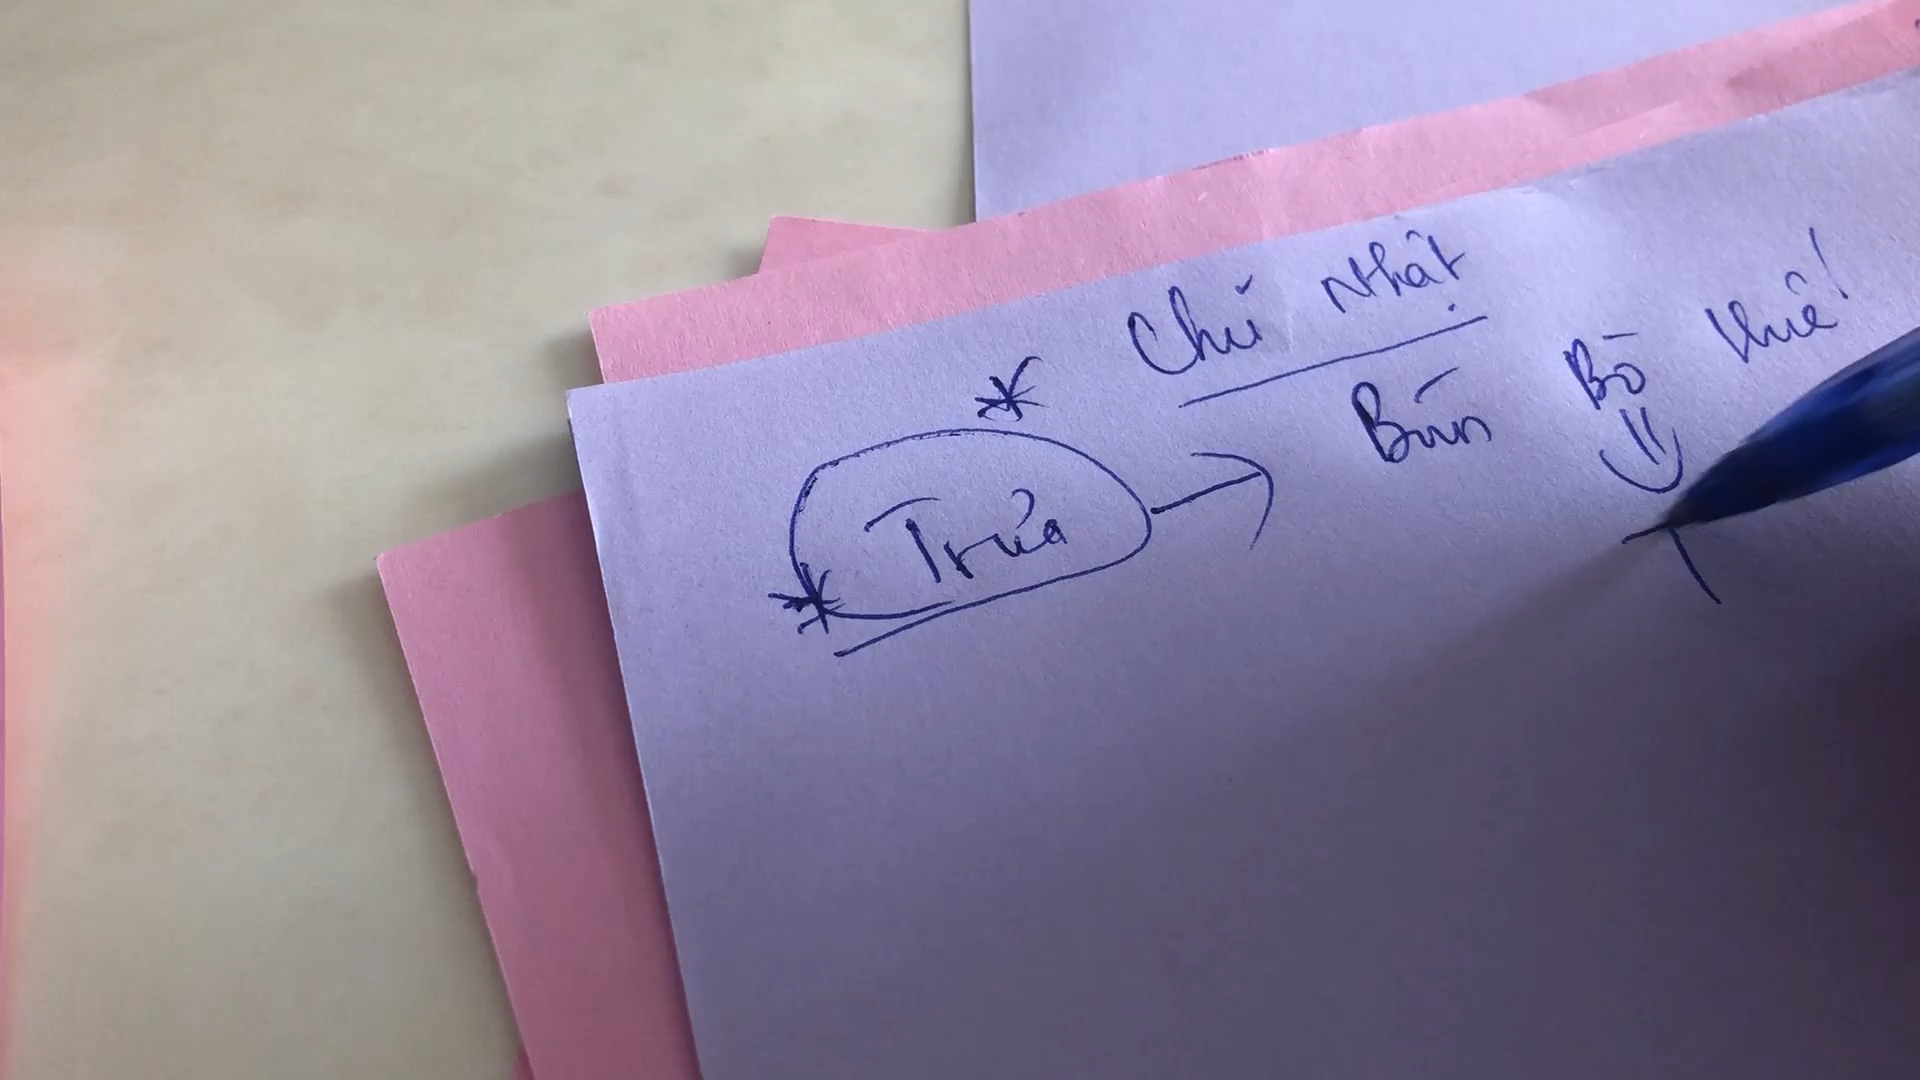 * Chủ Nhật
* Trưa → Bún Bò Huế!
T